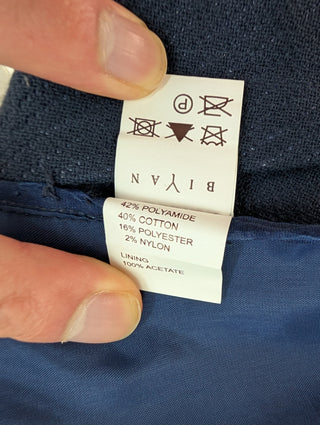 P
BIYAN
42% POLYAMIDE
40% COTTON
16% POLYESTER
2% NYLON
LINING
100% ACETATE